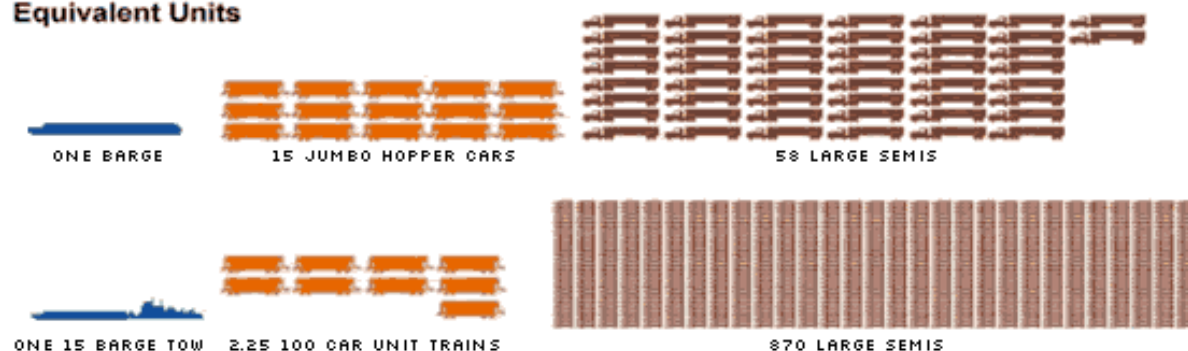 Equivalent Units
ONE BARGE
15 JUMBO HOPPER CARS
58 LARGE SEMIS
ONE 15 BARGE TOW
2.25 100 CAR UNIT TRAINS
870 LARGE SEMIS